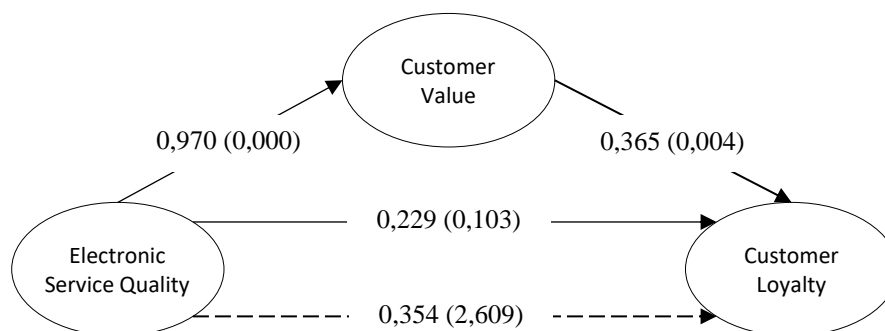 Customer
Value
0,970 (0,000)
0,365 (0,004)
0,229 (0,103)
Electronic
Service Quality
Customer
Loyalty
0,354 (2,609)